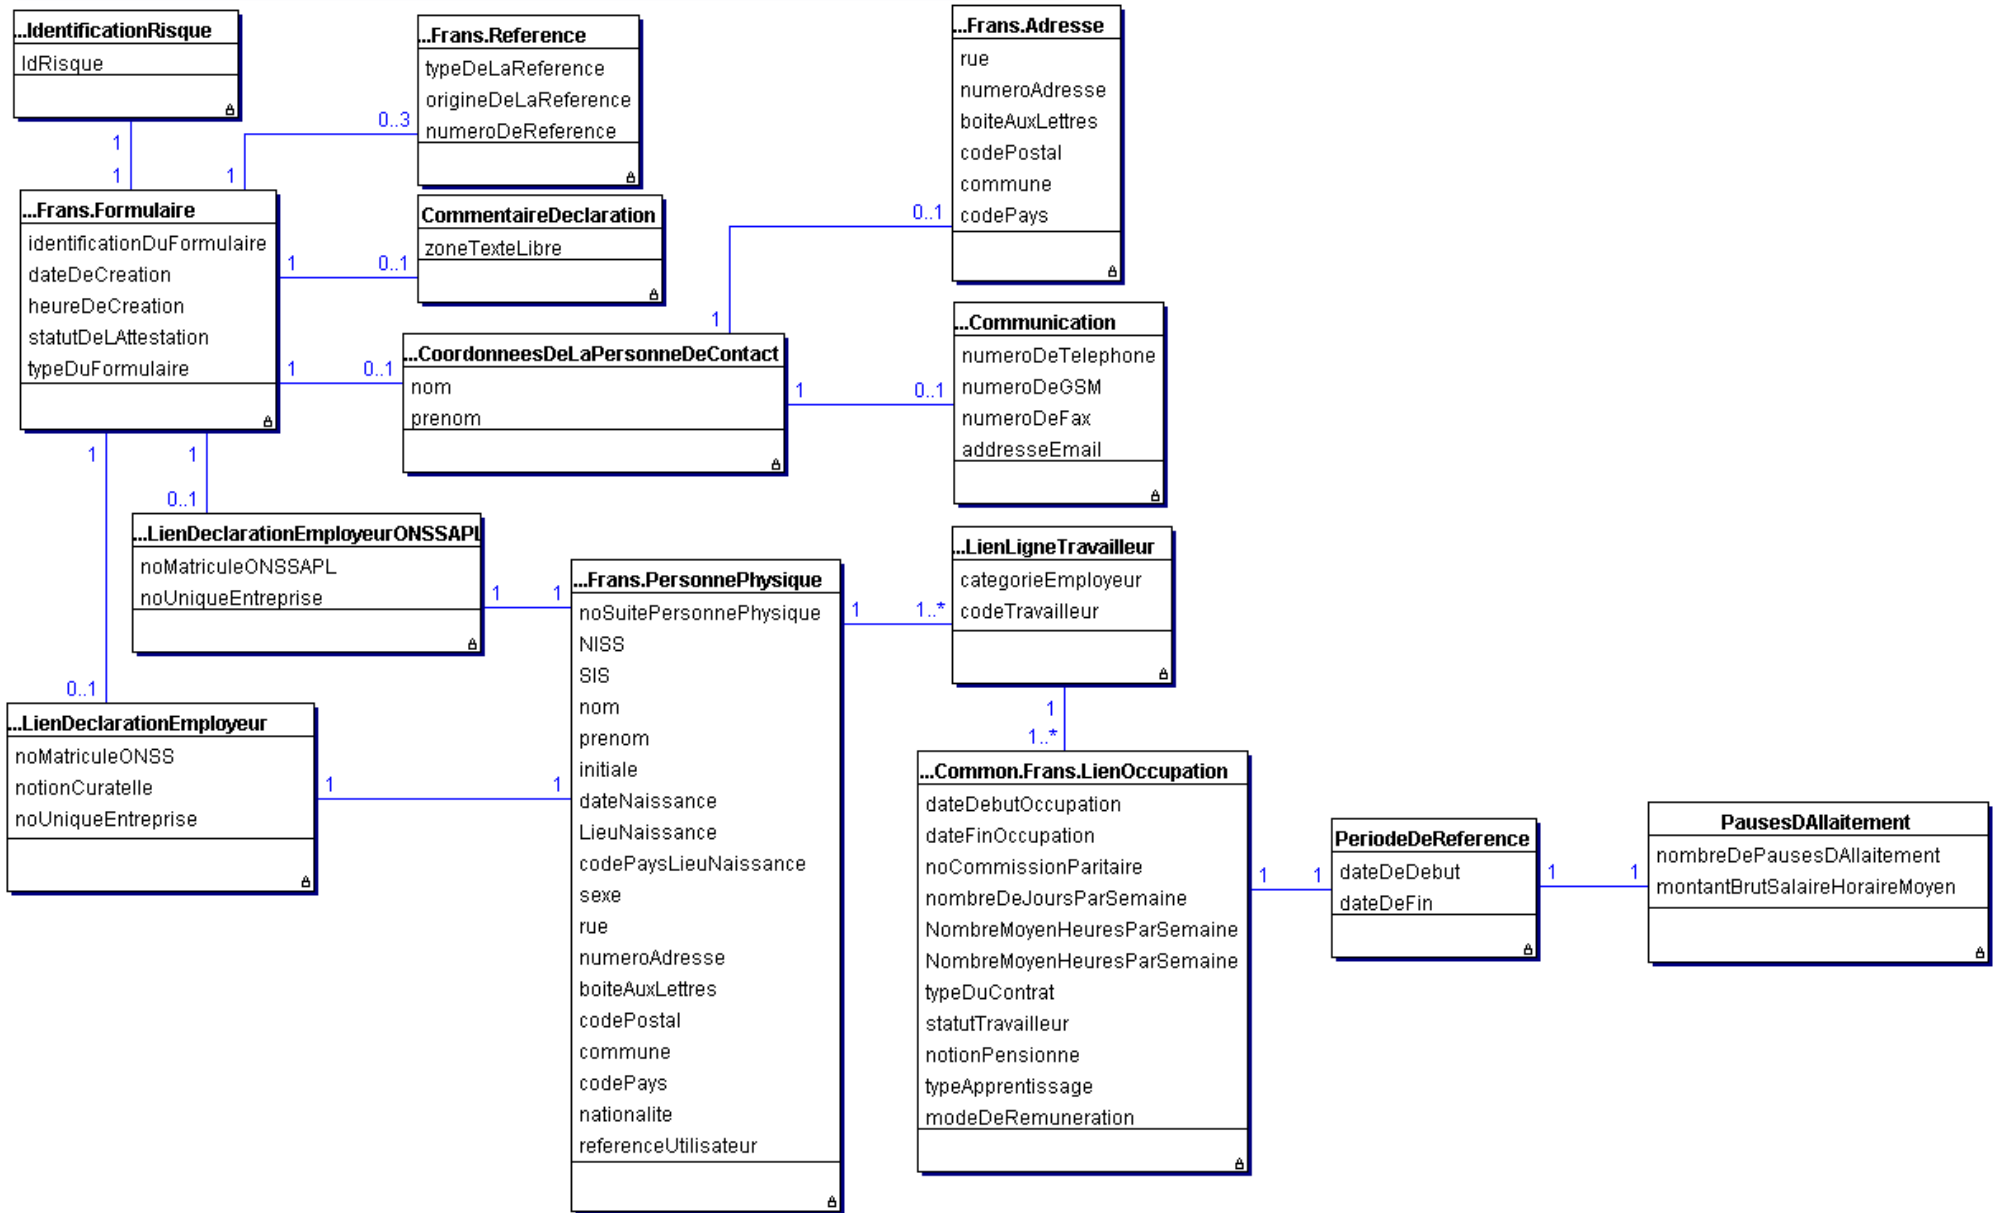 ...IdentificationRisque
IdRisque
1
1
...Frans.Reference
typeDeLaReference
origineDeLaReference
numeroDeReference
0..3
1
...Frans.Adresse
rue
numeroAdresse
boiteAuxLettres
codePostal
commune
codePays
0..1
1
...Frans.Formulaire
identificationDuFormulaire
dateDeCreation
heureDeCreation
statutDeLAttestation
typeDuFormulaire
CommentaireDeclaration
zoneTexteLibre
1
0..1
...CoordonneesDeLaPersonneDeContact
nom
prenom
1
0..1
...Communication
numeroDeTelephone
numeroDeGSM
numeroDeFax
addresseEmail
1
0..1
1
0..1
...LienDeclarationEmployeurONSSAPL
noMatriculeONSSAPL
noUniqueEntreprise
1
1
1
0..1
...LienDeclarationEmployeur
noMatriculeONSS
notionCuratelle
noUniqueEntreprise
1
1
...Frans.PersonnePhysique
noSuitePersonnePhysique
NISS
SIS
nom
prenom
initiale
dateNaissance
LieuNaissance
codePaysLieuNaissance
sexe
rue
numeroAdresse
boiteAuxLettres
codePostal
commune
codePays
nationalite
referenceUtilisateur
1
1..*
...LienLigneTravailleur
categorieEmployeur
codeTravailleur
1
1..*
...Common.Frans.LienOccupation
dateDebutOccupation
dateFinOccupation
noCommissionParitaire
nombreDeJoursParSemaine
NombreMoyenHeuresParSemaine
NombreMoyenHeuresParSemaine
typeDuContrat
statutTravailleur
notionPensionne
typeApprentissage
modeDeRemuneration
1
1
PeriodeDeReference
dateDeDebut
dateDeFin
1
1
PausesDAllaitement
nombreDePausesDAllaitement
montantBrutSalaireHoraireMoyen